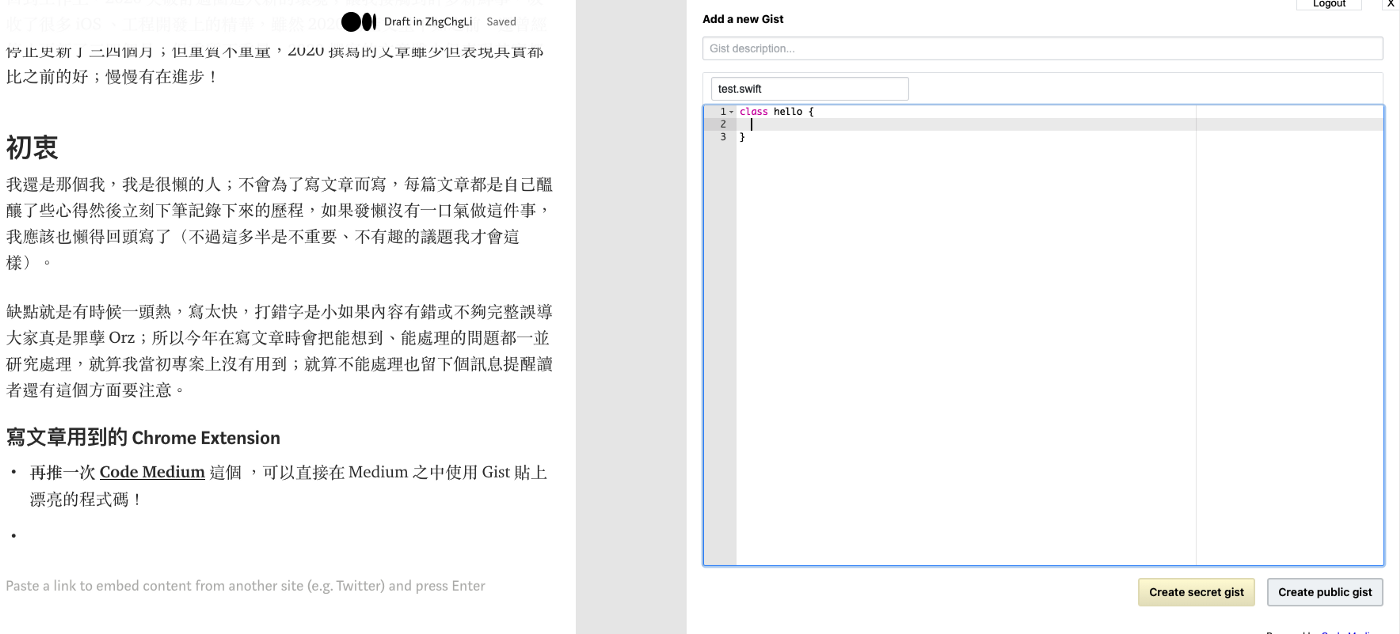 Draft in ZhgChgLi Saved
停止更新了三四個月；但重質不重量，2020 撰寫的文章雖少但表現其實都
比之前的好；慢慢有在進步！
初衷
我還是那個我，我是很懶的人；不會為了寫文章而寫，每篇文章都是自己醞
釀了些心得然後立刻下筆記錄下來的歷程，如果發懶沒有一口氣做這件事，
我應該也懶得回頭寫了（不過這多半是不重要、不有趣的議題我才會這
樣）。
缺點就是有時候一頭熱，寫太快，打錯字是小如果內容有錯或不夠完整誤導
大家真是罪孽 Orz；所以今年在寫文章時會把能想到、能處理的問題都一並
研究處理，就算我當初專案上沒有用到；就算不能處理也留下個訊息提醒讀
者還有這個方面要注意。
寫文章用到的 Chrome Extension
• 再推一次 Code Medium 這個 ，可以直接在 Medium 之中使用 Gist 貼上
漂亮的程式碼！
•
Paste a link to embed content from another site (e.g. Twitter) and press Enter
Logout X
Add a new Gist
Gist description...
test.swift
1 class hello {
2
3 }
Create secret gist Create public gist